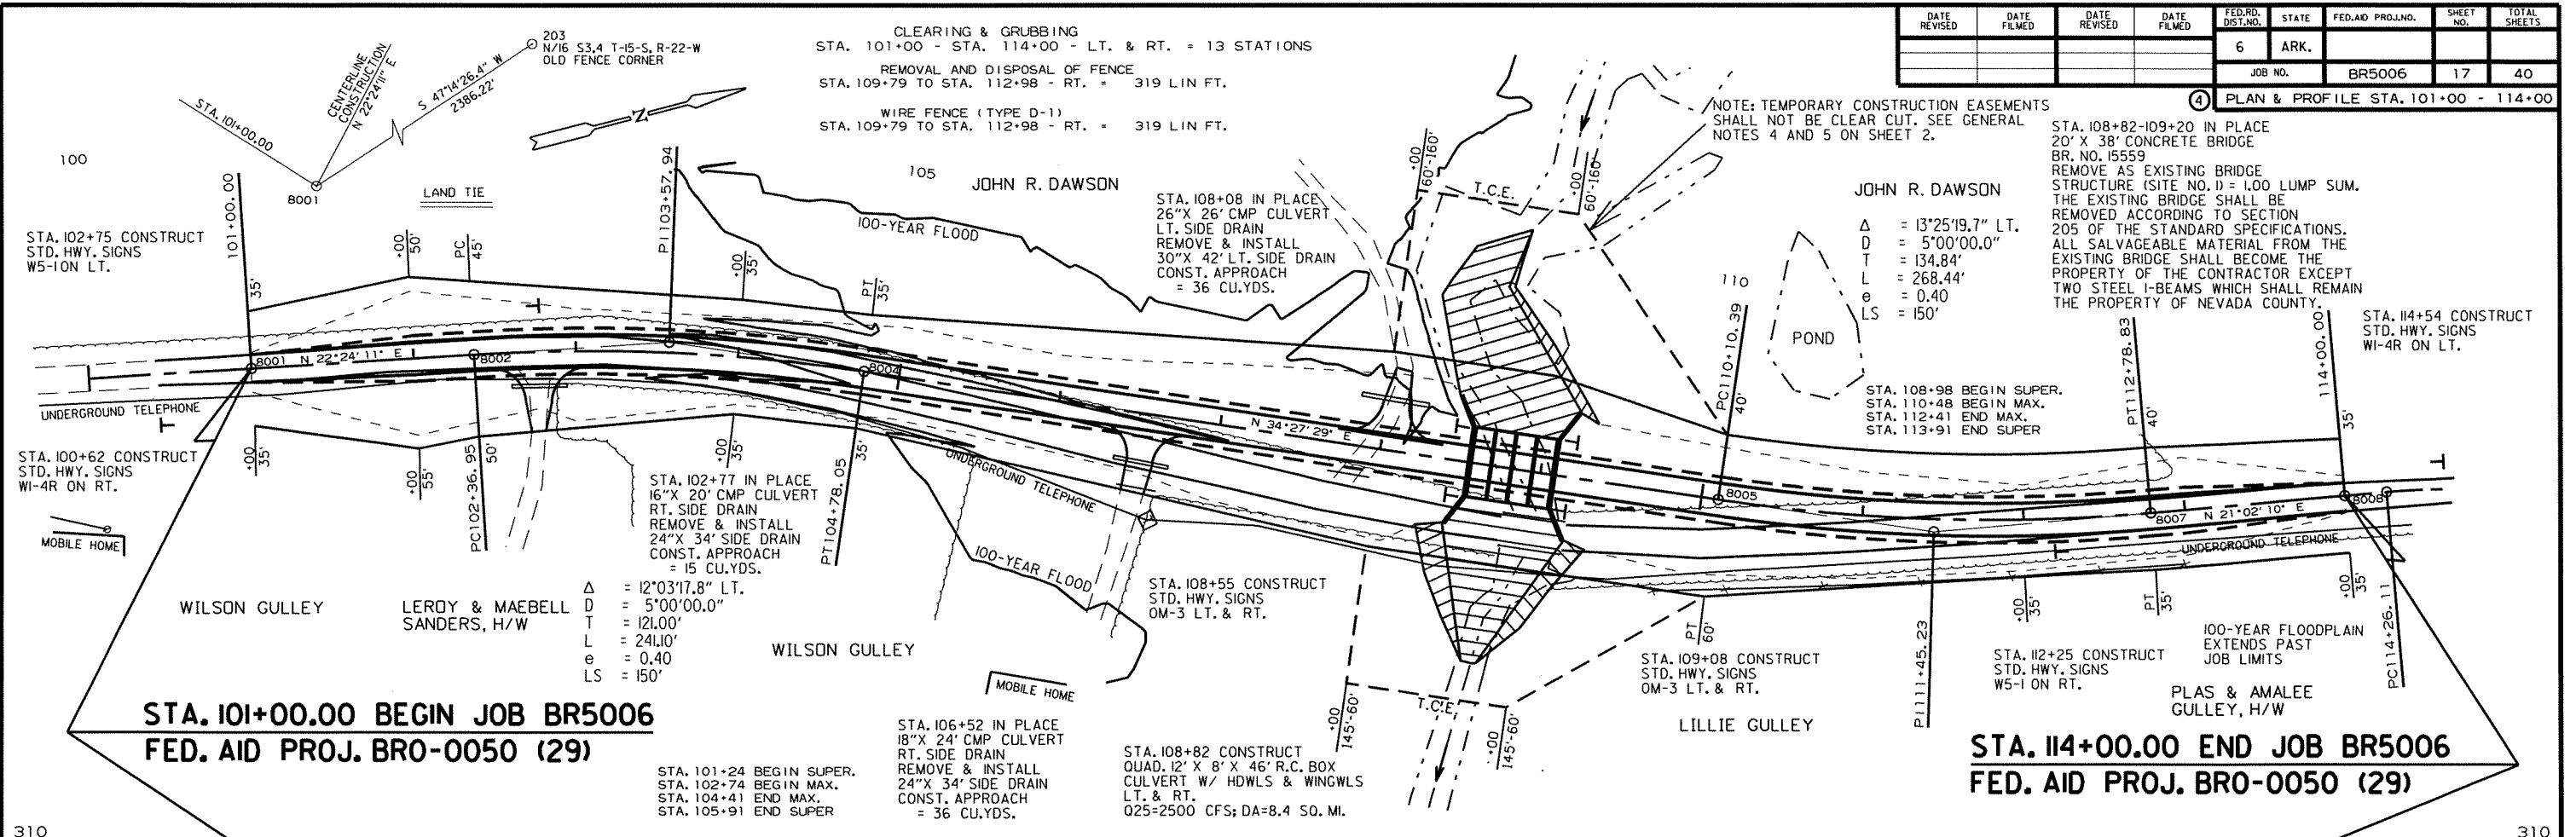 DATE REVISED
DATE FILMED
DATE REVISED
DATE FILMED
FED.RD. DIST.NO.
STATE
FED.AID PROJ.NO.
SHEET NO.
TOTAL SHEETS
6
ARK.
JOB NO.
BR5006
17
40
4
PLAN & PROFILE STA. 101+00 - 114+00
CLEARING & GRUBBING
STA. 101+00 - STA. 114+00 - LT. & RT. = 13 STATIONS
REMOVAL AND DISPOSAL OF FENCE
STA. 109+79 TO STA. 112+98 - RT. = 319 LIN FT.
WIRE FENCE (TYPE D-1)
STA. 109+79 TO STA. 112+98 - RT. = 319 LIN FT.
203
N/16 S3,4 T-15-S, R-22-W
OLD FENCE CORNER
CENTERLINE
CONSTRUCTION
N 22°24'11" E
S 47°14'26.4" W
2386.22'
STA. 101+00.00
8001
LAND TIE
N
100
105
110
JOHN R. DAWSON
100-YEAR FLOOD
NOTE: TEMPORARY CONSTRUCTION EASEMENTS
SHALL NOT BE CLEAR CUT. SEE GENERAL
NOTES 4 AND 5 ON SHEET 2.
STA. 108+82-109+20 IN PLACE
20' X 38' CONCRETE BRIDGE
BR. NO. 15559
REMOVE AS EXISTING BRIDGE
STRUCTURE (SITE NO. 1) = 1.00 LUMP SUM.
THE EXISTING BRIDGE SHALL BE
REMOVED ACCORDING TO SECTION
205 OF THE STANDARD SPECIFICATIONS.
ALL SALVAGEABLE MATERIAL FROM THE
EXISTING BRIDGE SHALL BECOME THE
PROPERTY OF THE CONTRACTOR EXCEPT
TWO STEEL I-BEAMS WHICH SHALL REMAIN
THE PROPERTY OF NEVADA COUNTY.
JOHN R. DAWSON
Δ = 13°25'19.7" LT.
D = 5°00'00.0"
T = 134.84'
L = 268.44'
e = 0.40
LS = 150'
STA. 108+08 IN PLACE
26"X 26' CMP CULVERT
LT. SIDE DRAIN
REMOVE & INSTALL
30"X 42' LT. SIDE DRAIN
CONST. APPROACH
= 36 CU.YDS.
STA. 102+75 CONSTRUCT
STD. HWY. SIGNS
W5-1 ON LT.
STA. 114+54 CONSTRUCT
STD. HWY. SIGNS
W1-4R ON LT.
101+00.00
35'
+00
50'
PC
45'
PI103+57.94
+00
35'
PT
35'
+00
60'-160'
T.C.E.
+00
60'-160'
POND
PC110+10.39
40'
PT112+78.83
40'
114+00.00
35'
STA. 108+98 BEGIN SUPER.
STA. 110+48 BEGIN MAX.
STA. 112+41 END MAX.
STA. 113+91 END SUPER
8001
N 22°24'11" E
8002
8004
N 34°27'29" E
8005
8007
N 21°02'10" E
8008
UNDERGROUND TELEPHONE
UNDERGROUND TELEPHONE
UNDERGROUND TELEPHONE
STA. 100+62 CONSTRUCT
STD. HWY. SIGNS
W1-4R ON RT.
MOBILE HOME
+00
35'
+00
55'
PC102+36.95
50'
+00
35'
PT104+78.05
35'
STA. 102+77 IN PLACE
16"X 20' CMP CULVERT
RT. SIDE DRAIN
REMOVE & INSTALL
24"X 34' SIDE DRAIN
CONST. APPROACH
= 15 CU.YDS.
Δ = 12°03'17.8" LT.
D = 5°00'00.0"
T = 121.00'
L = 241.10'
e = 0.40
LS = 150'
WILSON GULLEY
LEROY & MAEBELL
SANDERS, H/W
WILSON GULLEY
100-YEAR FLOOD
MOBILE HOME
STA. 108+55 CONSTRUCT
STD. HWY. SIGNS
OM-3 LT. & RT.
+00
145'-60'
T.C.E.
+00
145'-60'
PT
60'
STA. 109+08 CONSTRUCT
STD. HWY. SIGNS
OM-3 LT. & RT.
LILLIE GULLEY
PI111+45.23
+00
35'
PT
35'
+00
35'
PC114+26.11
STA. 112+25 CONSTRUCT
STD. HWY. SIGNS
W5-1 ON RT.
100-YEAR FLOODPLAIN
EXTENDS PAST
JOB LIMITS
PLAS & AMALEE
GULLEY, H/W
STA. 101+00.00 BEGIN JOB BR5006
FED. AID PROJ. BRO-0050 (29)
STA. 101+24 BEGIN SUPER.
STA. 102+74 BEGIN MAX.
STA. 104+41 END MAX.
STA. 105+91 END SUPER
STA. 106+52 IN PLACE
18"X 24' CMP CULVERT
RT. SIDE DRAIN
REMOVE & INSTALL
24"X 34' SIDE DRAIN
CONST. APPROACH
= 36 CU.YDS.
STA. 108+82 CONSTRUCT
QUAD. 12' X 8' X 46' R.C. BOX
CULVERT W/ HDWLS & WINGWLS
LT. & RT.
Q25=2500 CFS; DA=8.4 SQ. MI.
STA. 114+00.00 END JOB BR5006
FED. AID PROJ. BRO-0050 (29)
310
310